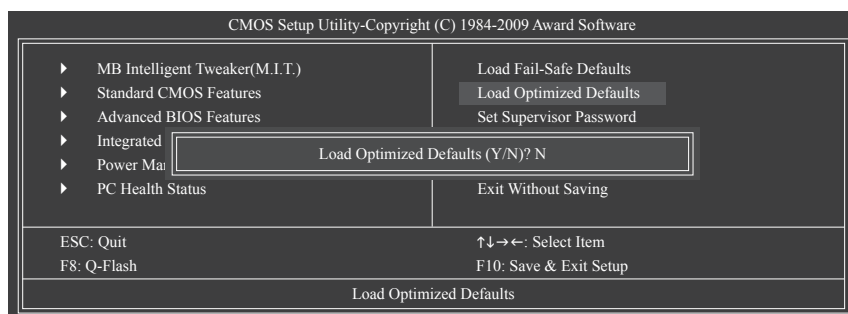 CMOS Setup Utility-Copyright (C) 1984-2009 Award Software
MB Intelligent Tweaker(M.I.T.)
Standard CMOS Features
Advanced BIOS Features
Integrated
Power Ma
PC Health Status
Load Fail-Safe Defaults
Load Optimized Defaults
Set Supervisor Password
Exit Without Saving
Load Optimized Defaults (Y/N)? N
ESC: Quit
F8: Q-Flash
↑↓→←: Select Item
F10: Save & Exit Setup
Load Optimized Defaults